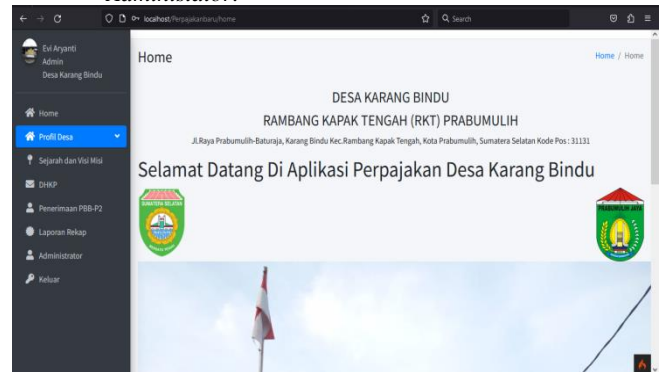 localhost/Perpajakanbaru/home
Search
Evi Aryanti
Admin
Desa Karang Bindu
Home
Profil Desa
Sejarah dan Visi Misi
DHKP
Penerimaan PBB-P2
Laporan Rekap
Administrator
Keluar
Home
Home / Home
DESA KARANG BINDU
RAMBANG KAPAK TENGAH (RKT) PRABUMULIH
Jl.Raya Prabumulih-Baturaja, Karang Bindu Kec.Rambang Kapak Tengah, Kota Prabumulih, Sumatera Selatan Kode Pos : 31131
Selamat Datang Di Aplikasi Perpajakan Desa Karang Bindu
SUMATERA SELATAN
PRABUMULIH JAYA